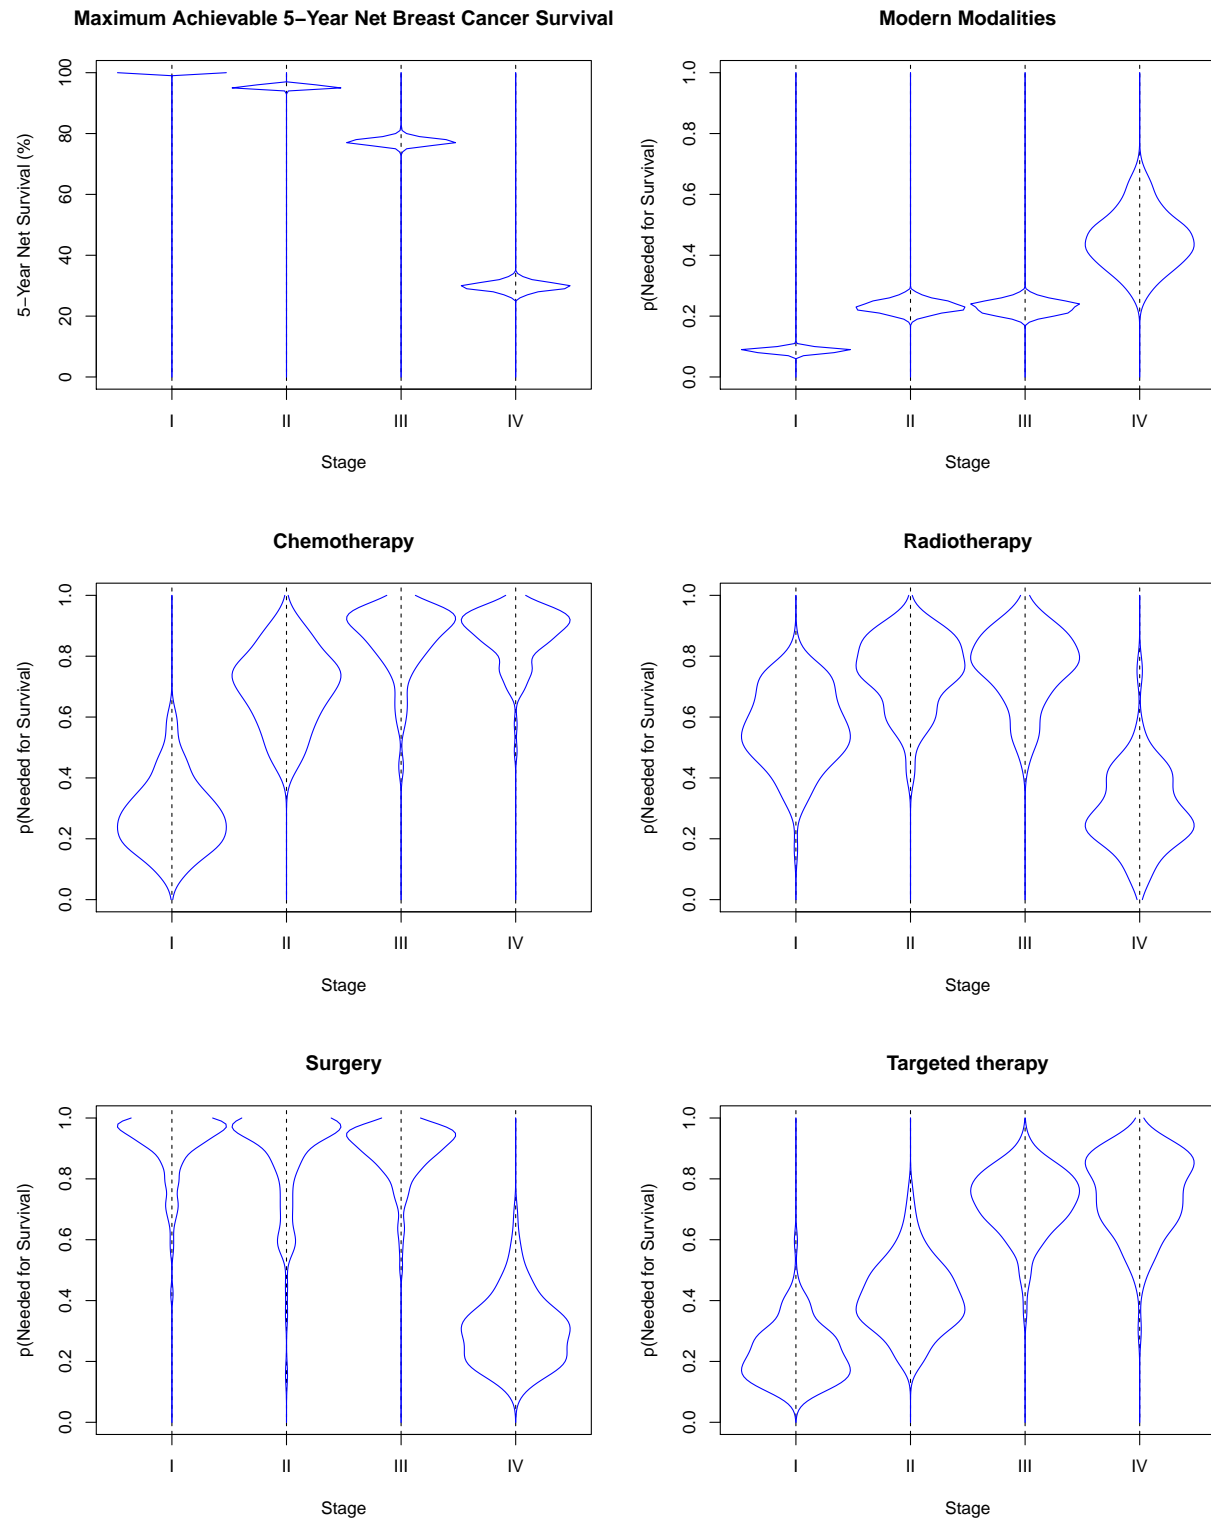 Maximum Achievable 5−Year Net Breast Cancer Survival
5−Year Net Survival (%)
100
80
60
40
20
0
I II III IV
Stage
Modern Modalities
p(Needed for Survival)
1.0
0.8
0.6
0.4
0.2
0.0
I II III IV
Stage
Chemotherapy
p(Needed for Survival)
1.0
0.8
0.6
0.4
0.2
0.0
I II III IV
Stage
Radiotherapy
p(Needed for Survival)
1.0
0.8
0.6
0.4
0.2
0.0
I II III IV
Stage
Surgery
p(Needed for Survival)
1.0
0.8
0.6
0.4
0.2
0.0
I II III IV
Stage
Targeted therapy
p(Needed for Survival)
1.0
0.8
0.6
0.4
0.2
0.0
I II III IV
Stage